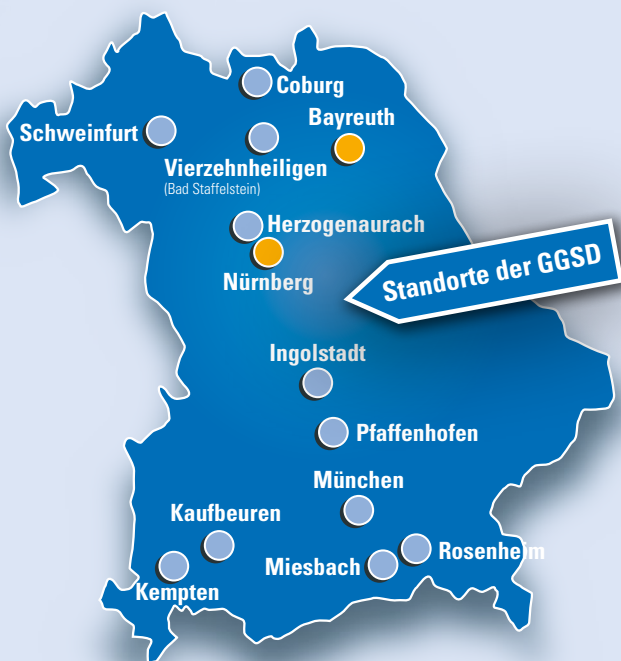 Coburg
Bayreuth
Schweinfurt
Vierzehnheiligen
(Bad Staffelstein)
Herzogenaurach
Nürnberg
Standorte der GGSD
Ingolstadt
Pfaffenhofen
München
Kaufbeuren
Rosenheim
Miesbach
Kempten